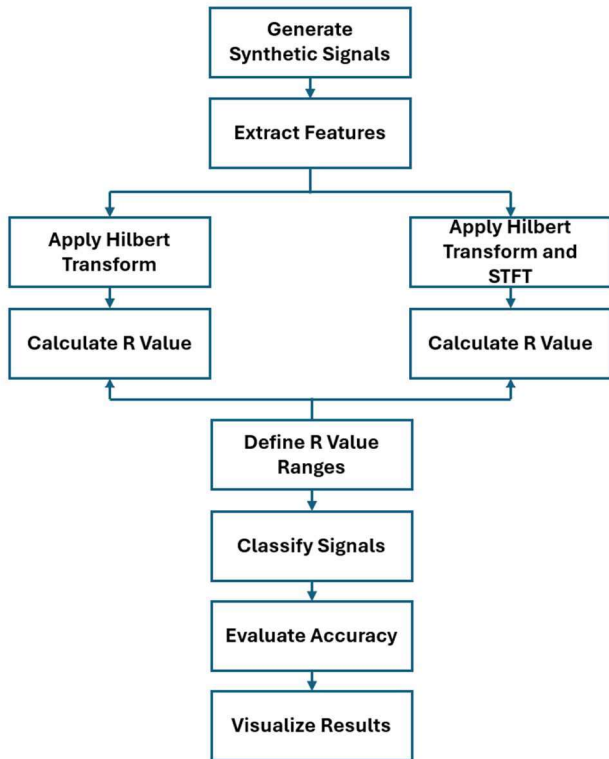 Generate
Synthetic Signals
Extract Features
Apply Hilbert
Transform
Apply Hilbert
Transform and
STFT
Calculate R Value
Calculate R Value
Define R Value
Ranges
Classify Signals
Evaluate Accuracy
Visualize Results